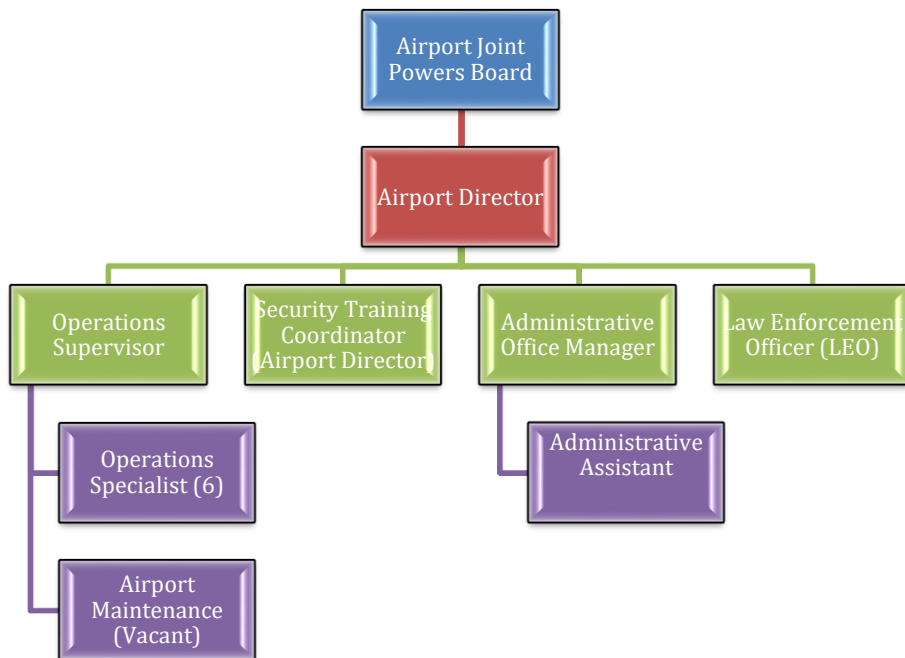 Airport Joint
Powers Board
Airport Director
Operations
Supervisor
Security Training
Coordinator
(Airport Director)
Administrative
Office Manager
Law Enforcement
Officer (LEO)
Operations
Specialist (6)
Administrative
Assistant
Airport
Maintenance
(Vacant)